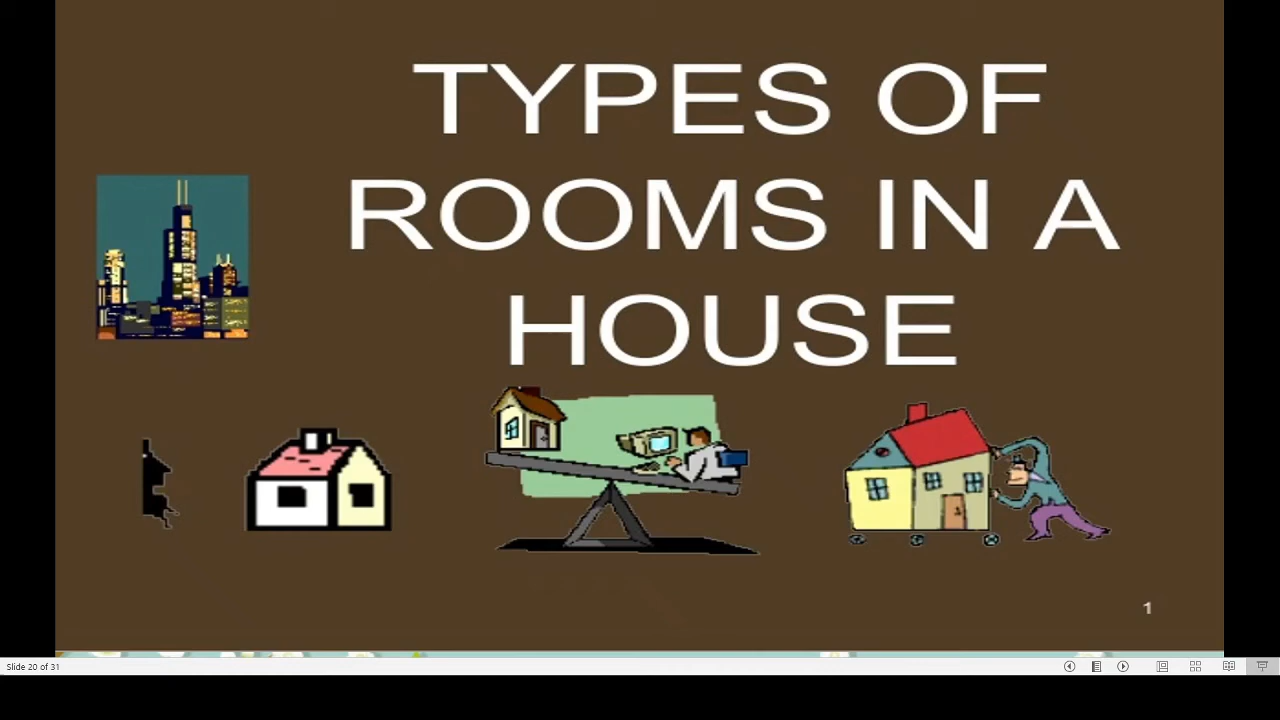 TYPES OF
ROOMS IN A
HOUSE
1
Slide 20 of 31